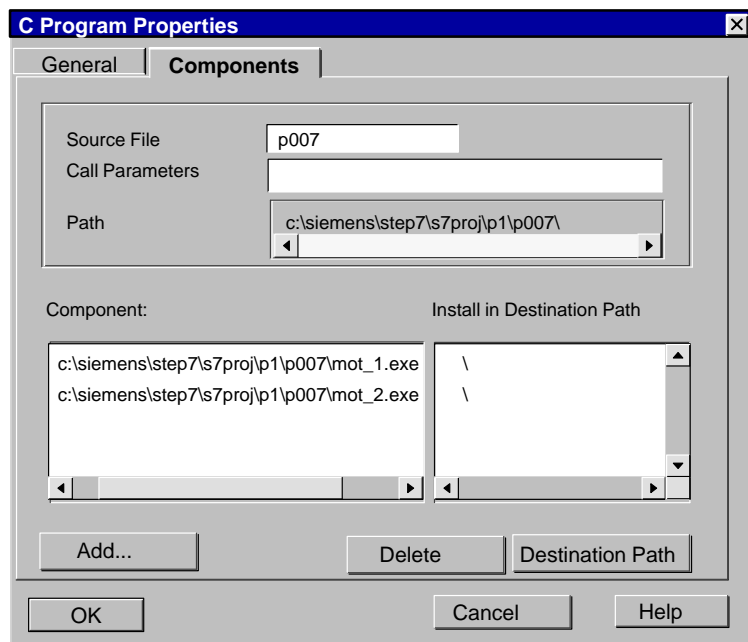 C Program Properties
General Components
Source File p007
Call Parameters
Path c:\siemens\step7\s7proj\p1\p007\
Component: Install in Destination Path
c:\siemens\step7\s7proj\p1\p007\mot_1.exe \
c:\siemens\step7\s7proj\p1\p007\mot_2.exe \
Add... Delete Destination Path
OK Cancel Help